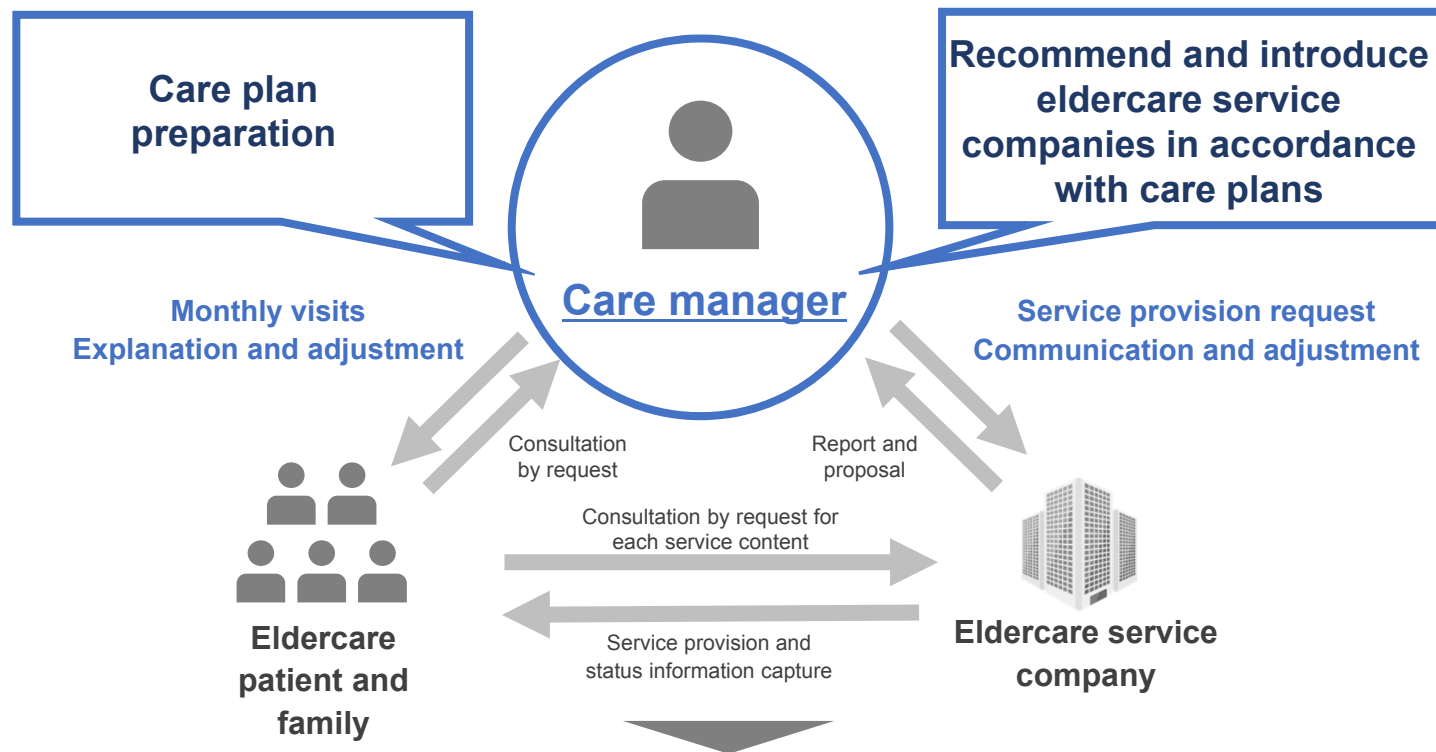 Care plan
preparation
Recommend and introduce
eldercare service
companies in accordance
with care plans
Care manager
Monthly visits
Explanation and adjustment
Service provision request
Communication and adjustment
Consultation
by request
Report and
proposal
Consultation by request for
each service content
Service provision and
status information capture
Eldercare
patient and
family
Eldercare service
company